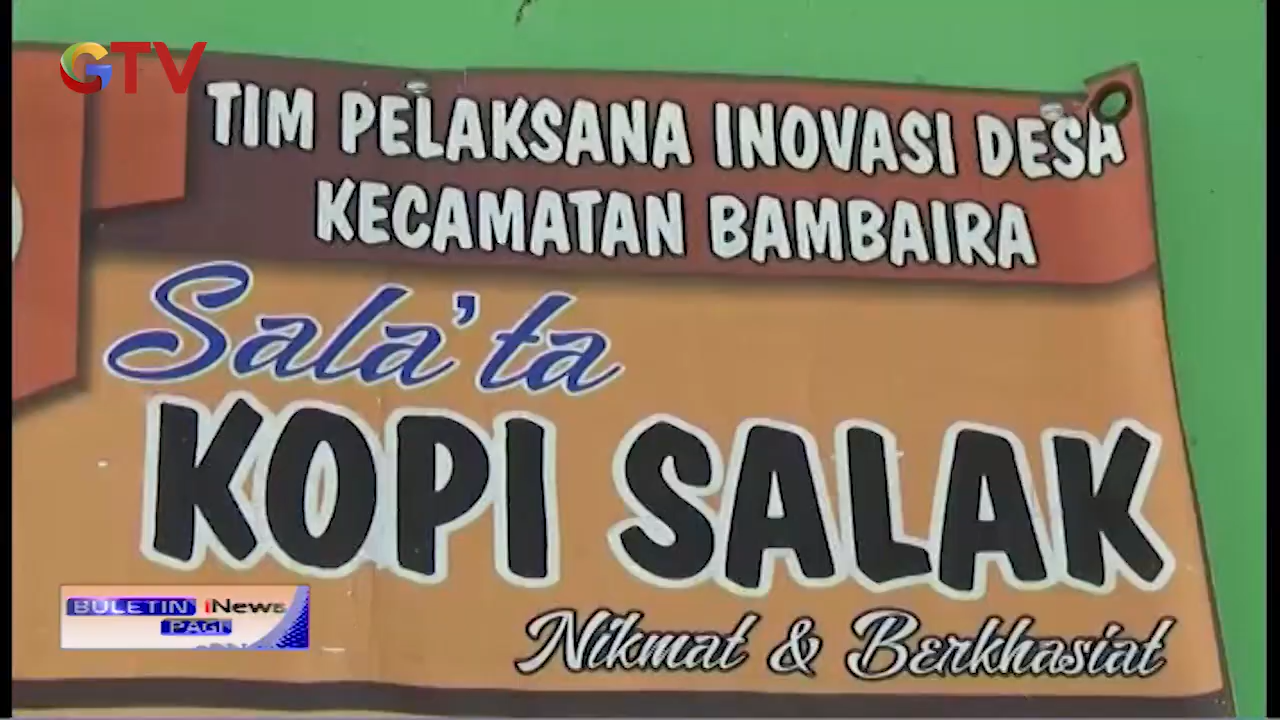 GTV
TIM PELAKSANA INOVASI DESA
KECAMATAN BAMBAIRA
Sala'ta
KOPI SALAK
Nikmat & Berkhasiat
BULETIN iNews
PAGI